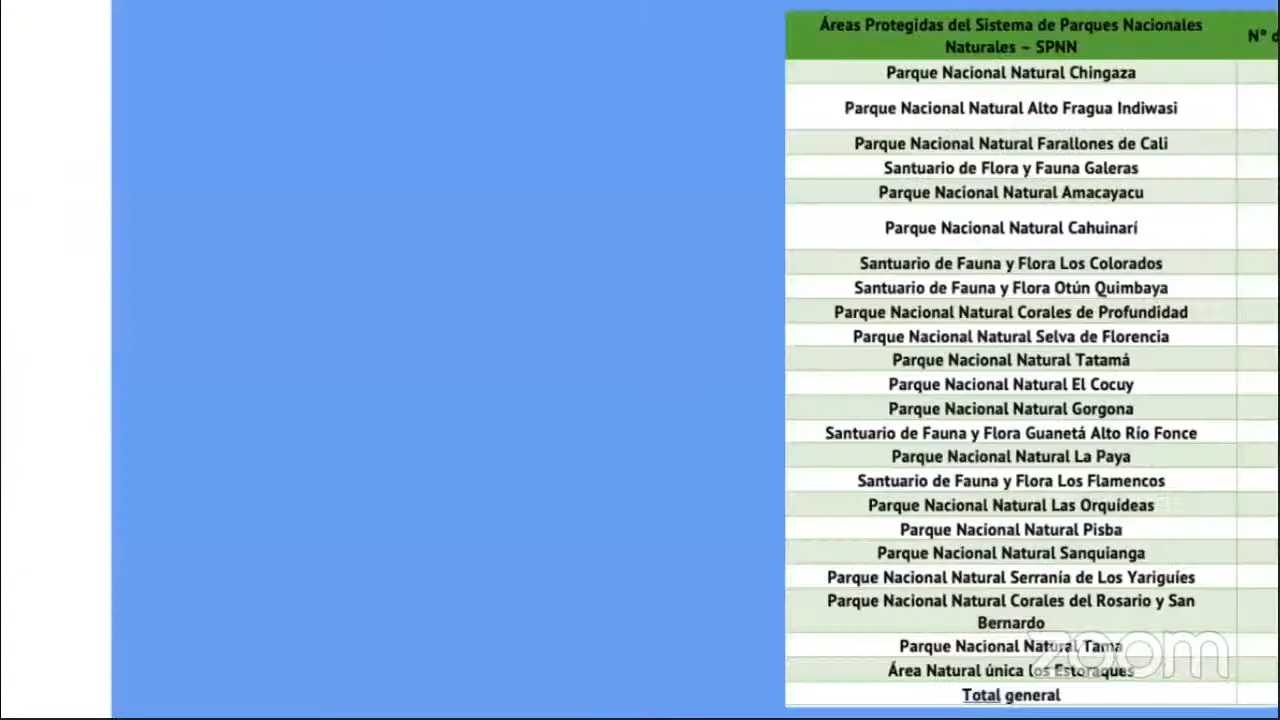 Áreas Protegidas del Sistema de Parques Nacionales
Naturales – SPNN
N° d
Parque Nacional Natural Chingaza
Parque Nacional Natural Alto Fragua Indiwasi
Parque Nacional Natural Farallones de Cali
Santuario de Flora y Fauna Galeras
Parque Nacional Natural Amacayacu
Parque Nacional Natural Cahuinarí
Santuario de Fauna y Flora Los Colorados
Santuario de Fauna y Flora Otún Quimbaya
Parque Nacional Natural Corales de Profundidad
Parque Nacional Natural Selva de Florencia
Parque Nacional Natural Tatamá
Parque Nacional Natural El Cocuy
Parque Nacional Natural Gorgona
Santuario de Fauna y Flora Guanetá Alto Río Fonce
Parque Nacional Natural La Paya
Santuario de Fauna y Flora Los Flamencos
Parque Nacional Natural Las Orquídeas
Parque Nacional Natural Pisba
Parque Nacional Natural Sanquianga
Parque Nacional Natural Serranía de Los Yariguíes
Parque Nacional Natural Corales del Rosario y San
Bernardo
Parque Nacional Natural Tama
Área Natural única los Estoraques
Total general
zoom